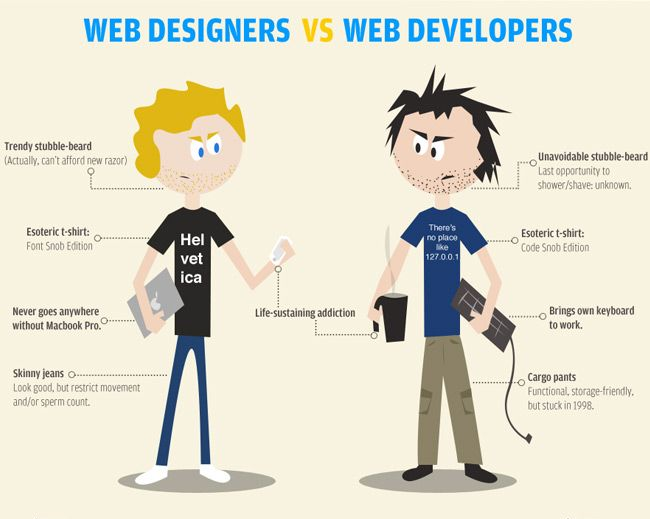 WEB DESIGNERS VS WEB DEVELOPERS
Trendy stubble-beard
(Actually, can't afford new razor)
Esoteric t-shirt:
Font Snob Edition
Never goes anywhere
without Macbook Pro.
Skinny jeans
Look good, but restrict movement
and/or sperm count.
Hel
vet
ica
Life-sustaining addiction
There's
no place
like
127.0.0.1
Unavoidable stubble-beard
Last opportunity to
shower/shave: unknown.
Esoteric t-shirt:
Code Snob Edition
Brings own keyboard
to work.
Cargo pants
Functional, storage-friendly,
but stuck in 1998.